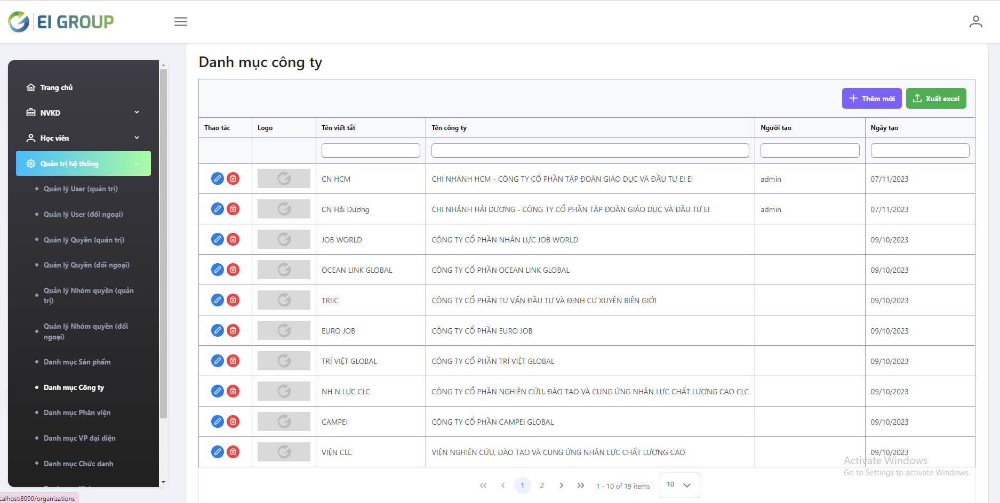 EI GROUP
Danh mục công ty
Trang chủ
NVKD
Học viên
Quản trị hệ thống
Quản lý User (quản trị)
Quản lý User (đối ngoại)
Quản lý Quyền (quản trị)
Quản lý Quyền (đối ngoại)
Quản lý Nhóm quyền (quản
trị)
Quản lý Nhóm quyền (đối
ngoại)
Danh mục Sản phẩm
Danh mục Công ty
Danh mục Phân viện
Danh mục VP đại diện
Danh mục Chức danh
Thêm mới Xuất excel
Thao tác Logo Tên viết tắt Tên công ty Người tạo Ngày tạo
CN HCM CHI NHÁNH HCM - CÔNG TY CỔ PHẦN TẬP ĐOÀN GIÁO DỤC VÀ ĐẦU TƯ EI EI admin 07/11/2023
CN Hải Dương CHI NHÁNH HẢI DƯƠNG - CÔNG TY CỔ PHẦN TẬP ĐOÀN GIÁO DỤC VÀ ĐẦU TƯ EI admin 07/11/2023
JOB WORLD CÔNG TY CỔ PHẦN NHÂN LỰC JOB WORLD 09/10/2023
OCEAN LINK GLOBAL CÔNG TY CỔ PHẦN OCEAN LINK GLOBAL 09/10/2023
TRIIC CÔNG TY CỔ PHẦN TƯ VẤN ĐẦU TƯ VÀ ĐỊNH CƯ XUYÊN BIÊN GIỚI 09/10/2023
EURO JOB CÔNG TY CỔ PHẦN EURO JOB 09/10/2023
TRÍ VIỆT GLOBAL CÔNG TY CỔ PHẦN TRÍ VIỆT GLOBAL 09/10/2023
NH N LỰC CLC CÔNG TY CỔ PHẦN NGHIÊN CỨU, ĐÀO TẠO VÀ CUNG ỨNG NHÂN LỰC CHẤT LƯỢNG CAO CLC 09/10/2023
CAMPEI CÔNG TY CỔ PHẦN CAMPEI GLOBAL 09/10/2023
VIỆN CLC VIỆN NGHIÊN CỨU, ĐÀO TẠO VÀ CUNG ỨNG NHÂN LỰC CHẤT LƯỢNG CAO 09/10/2023
Activate Windows
Go to Settings to activate Windows.
1 2 1 - 10 of 19 items 10
calhost:8090/organizations